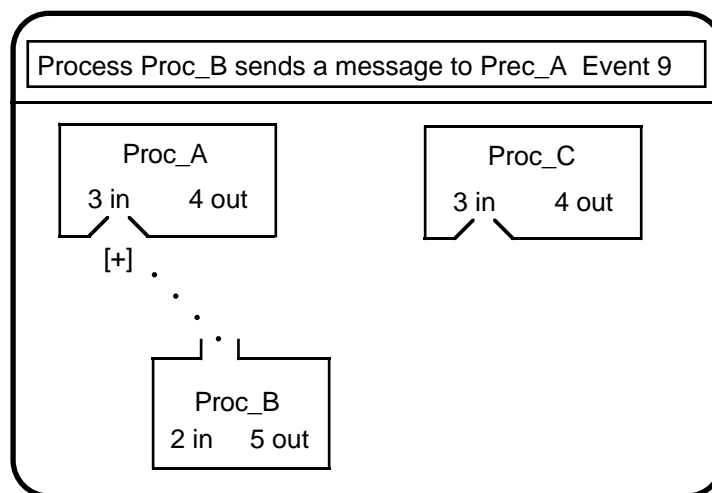 Process Proc_B sends a message to Prec_A Event 9
Proc_A
3 in 4 out
Proc_C
3 in 4 out
[+]
Proc_B
2 in 5 out